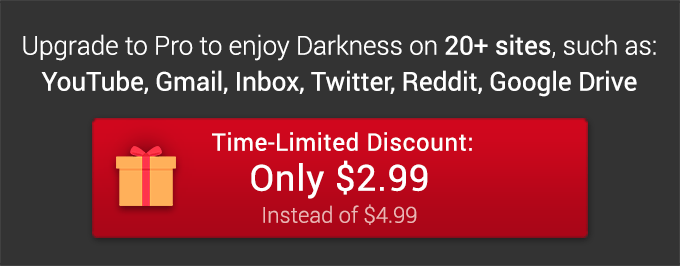 Upgrade to Pro to enjoy Darkness on 20+ sites, such as:
YouTube, Gmail, Inbox, Twitter, Reddit, Google Drive
Time-Limited Discount:
Only $2.99
Instead of $4.99